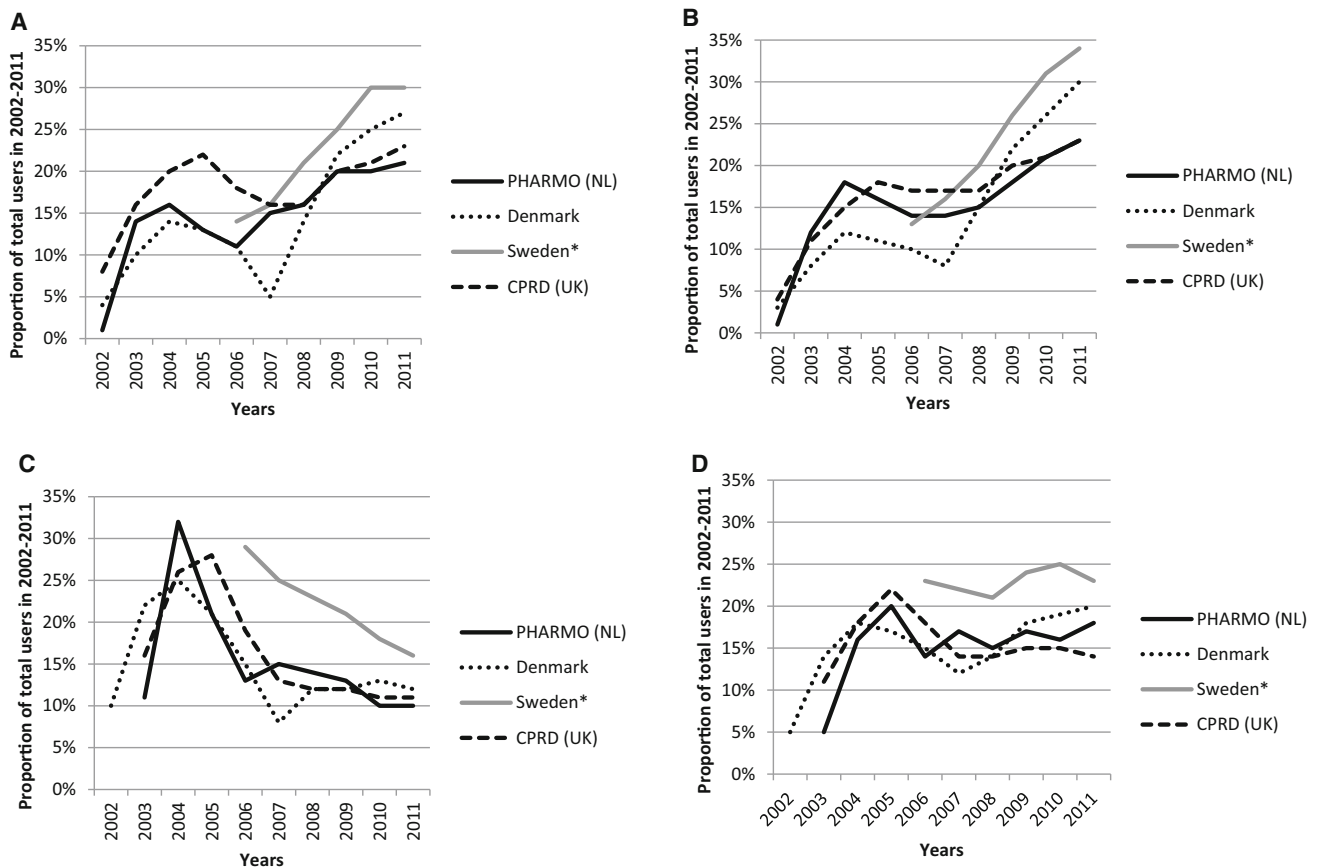 A
Proportion of total users in 2002-2011
35%
30%
25%
20%
15%
10%
5%
0%
2002
2003
2004
2005
2006
2007
2008
2009
2010
2011
Years
PHARMO (NL)
Denmark
Sweden*
CPRD (UK)
B
Proportion of total users in 2002-2011
35%
30%
25%
20%
15%
10%
5%
0%
2002
2003
2004
2005
2006
2007
2008
2009
2010
2011
Years
PHARMO (NL)
Denmark
Sweden*
CPRD (UK)
C
Proportion of total users in 2002-2011
35%
30%
25%
20%
15%
10%
5%
0%
2002
2003
2004
2005
2006
2007
2008
2009
2010
2011
Years
PHARMO (NL)
Denmark
Sweden*
CPRD (UK)
D
Proportion of total users in 2002-2011
35%
30%
25%
20%
15%
10%
5%
0%
2002
2003
2004
2005
2006
2007
2008
2009
2010
2011
Years
PHARMO (NL)
Denmark
Sweden*
CPRD (UK)